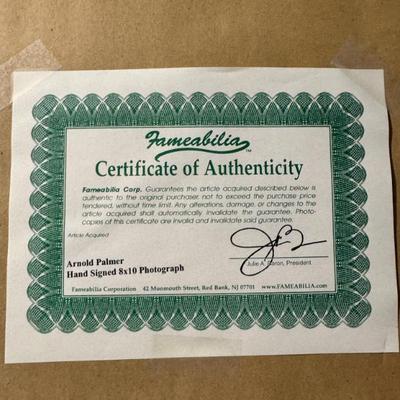 Fameabilia™
Certificate of Authenticity
Fameabilia Corp. Guarantees the article acquired described below is
authentic to the original purchaser, not to exceed the purchase price
tendered, without time limit. Any alterations, damage, or changes to the
article acquired shall automatically invalidate the guarantee. Photo-
copies of this certificate are invalid and invalidate said guarantee.
Article Acquired
Arnold Palmer
Hand Signed 8x10 Photograph
Julie A. Baron, President
Fameabilia Corporation 42 Monmouth Street, Red Bank, NJ 07701 www.FAMEABILIA.com